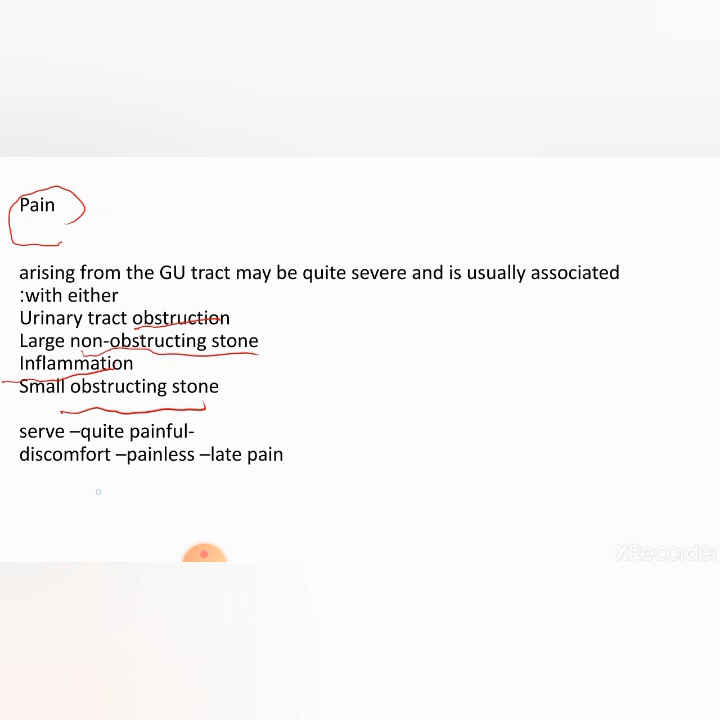 Pain
arising from the GU tract may be quite severe and is usually associated
:with either
Urinary tract obstruction
Large non-obstructing stone
Inflammation
Small obstructing stone
serve –quite painful-
discomfort –painless –late pain
XRecorder